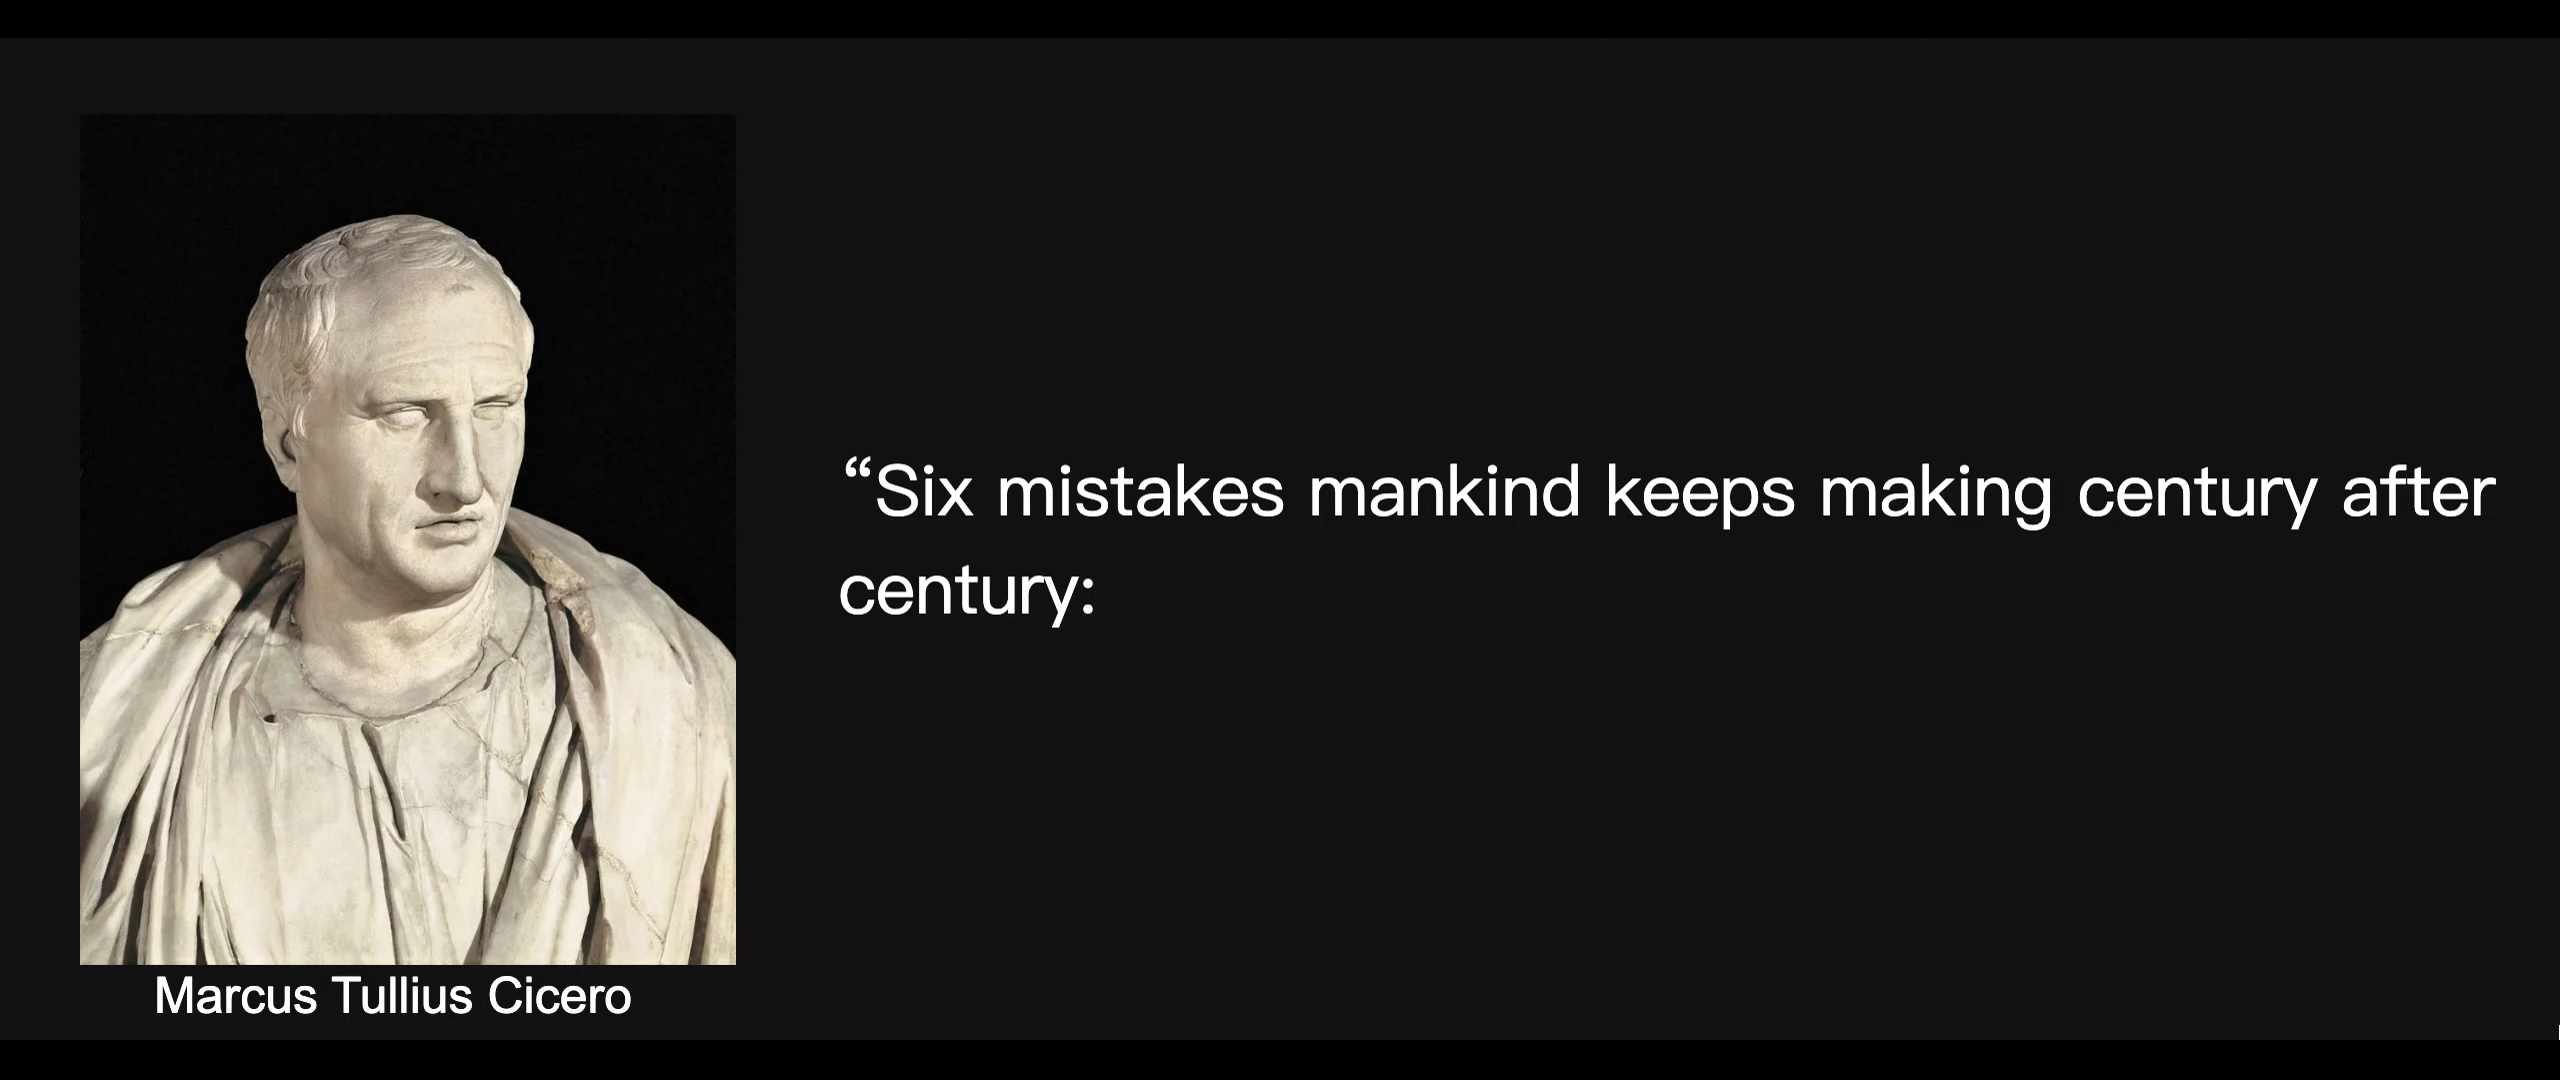 “Six mistakes mankind keeps making century after
century:
Marcus Tullius Cicero